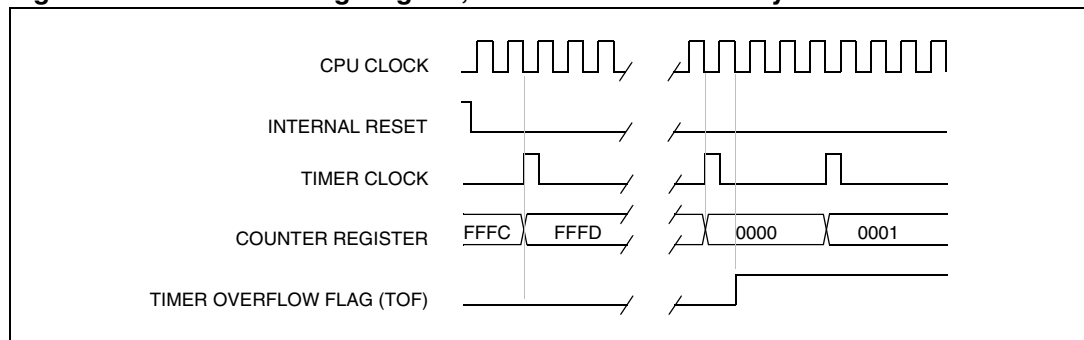 CPU CLOCK
INTERNAL RESET
TIMER CLOCK
COUNTER REGISTER FFFC FFFD 0000 0001
TIMER OVERFLOW FLAG (TOF)